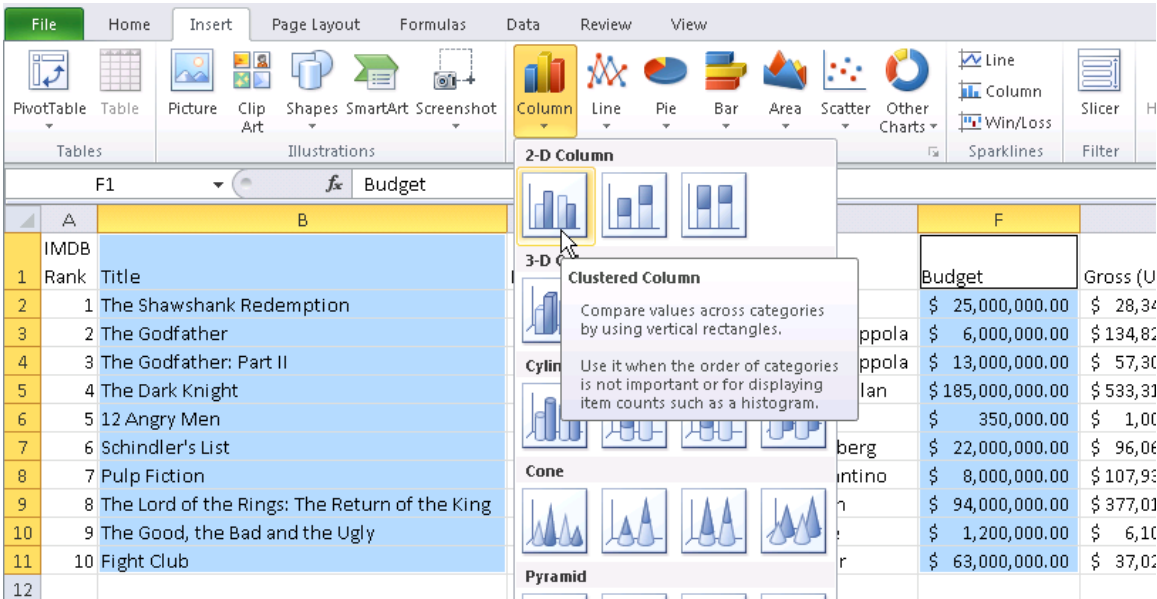 File Home Insert Page Layout Formulas Data Review View
PivotTable Table Picture Clip Art Shapes SmartArt Screenshot Column Line Pie Bar Area Scatter Other Charts Line Column Win/Loss Slicer
Tables Illustrations Sparklines Filter
F1 fx Budget
2-D Column
A B F
1 IMDB Rank Title Budget Gross (U
2 1 The Shawshank Redemption $ 25,000,000.00 $ 28,34
3 2 The Godfather ppola $ 6,000,000.00 $134,82
4 3 The Godfather: Part II ppola $ 13,000,000.00 $ 57,30
5 4 The Dark Knight lan $185,000,000.00 $533,31
6 5 12 Angry Men $ 350,000.00 $ 1,00
7 6 Schindler's List berg $ 22,000,000.00 $ 96,06
8 7 Pulp Fiction ntino $ 8,000,000.00 $107,93
9 8 The Lord of the Rings: The Return of the King $ 94,000,000.00 $377,01
10 9 The Good, the Bad and the Ugly $ 1,200,000.00 $ 6,10
11 10 Fight Club r $ 63,000,000.00 $ 37,02
12
3-D
Clustered Column
Compare values across categories
by using vertical rectangles.
Use it when the order of categories
is not important or for displaying
item counts such as a histogram.
Cylin
Cone
Pyramid